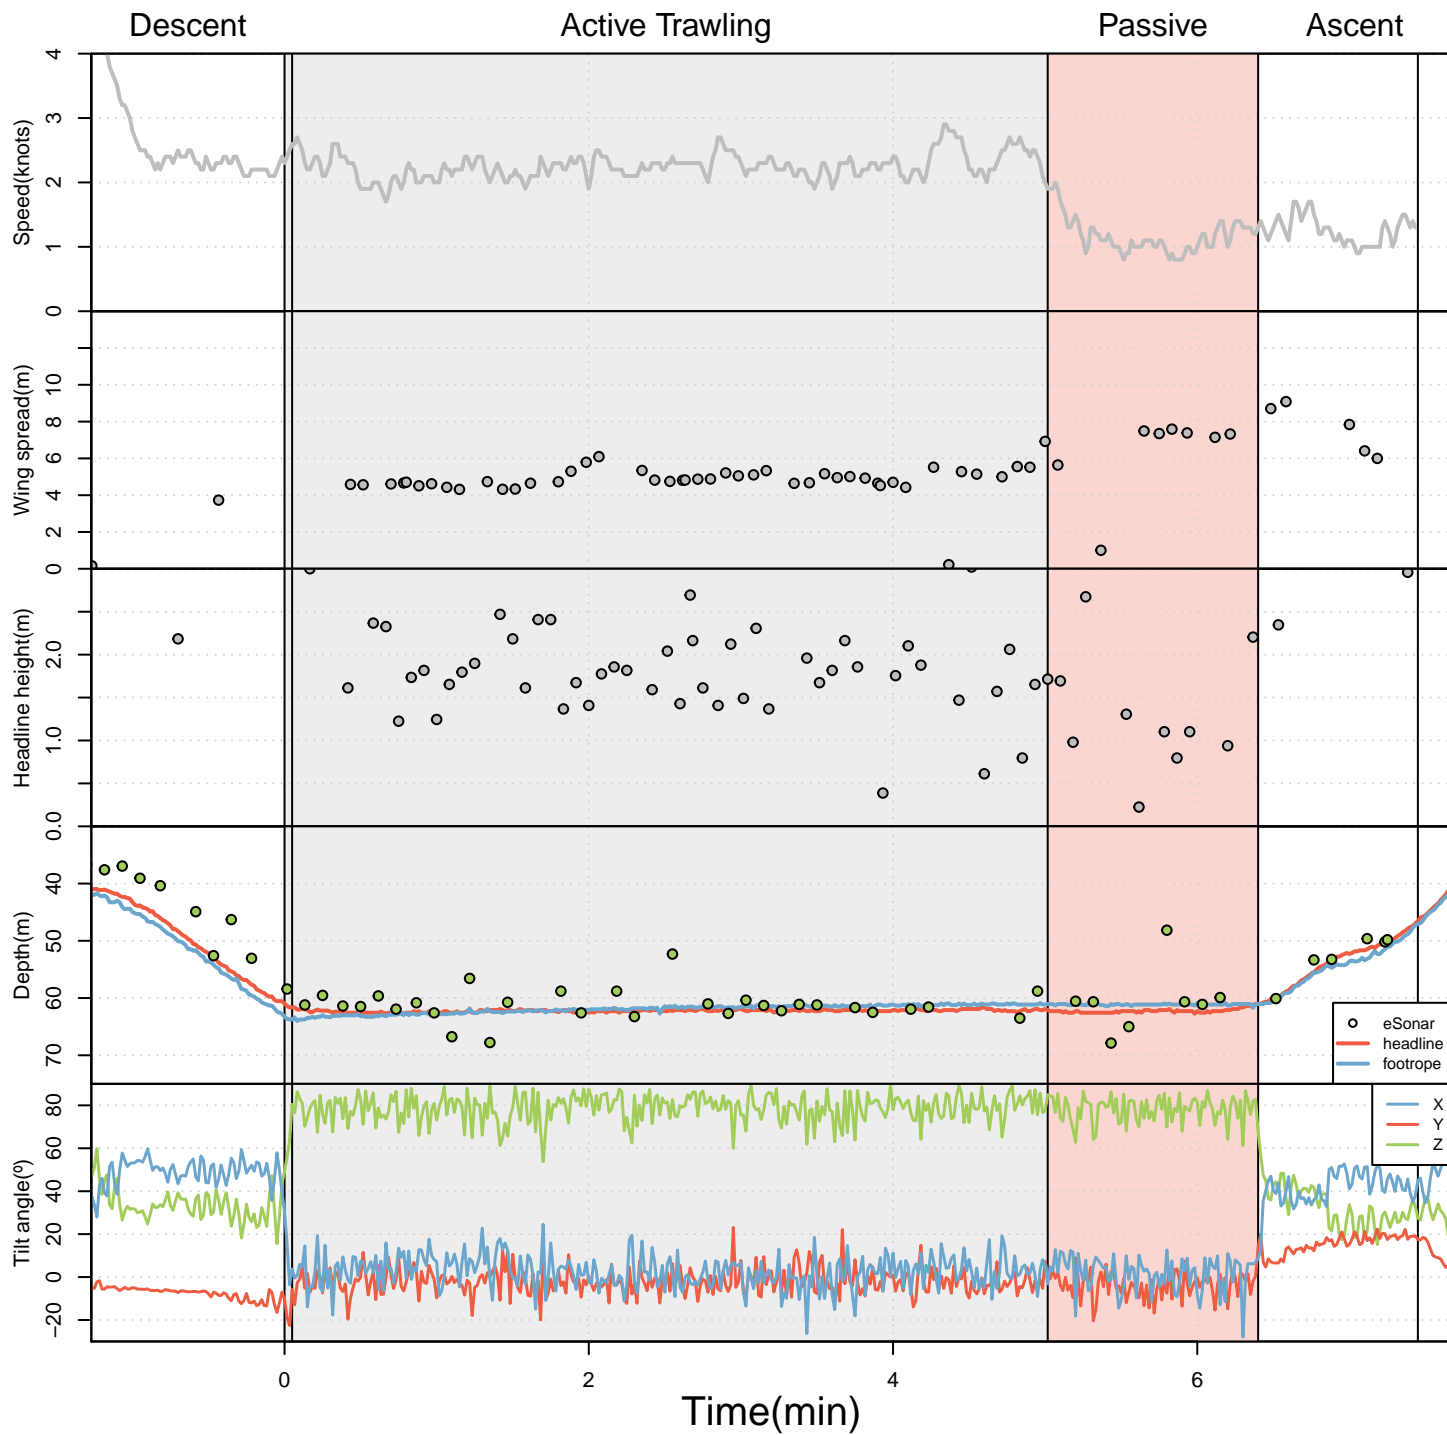 Descent Active Trawling Passive Ascent
Speed(knots)
4
3
2
1
0
Wing spread(m)
10
8
6
4
2
0
Headline height(m)
2.0
1.0
0.0
Depth(m)
40
50
60
70
eSonar
headline
footrope
Tilt angle(º)
80
60
40
20
0
−20
X
Y
Z
0 2 4 6
Time(min)